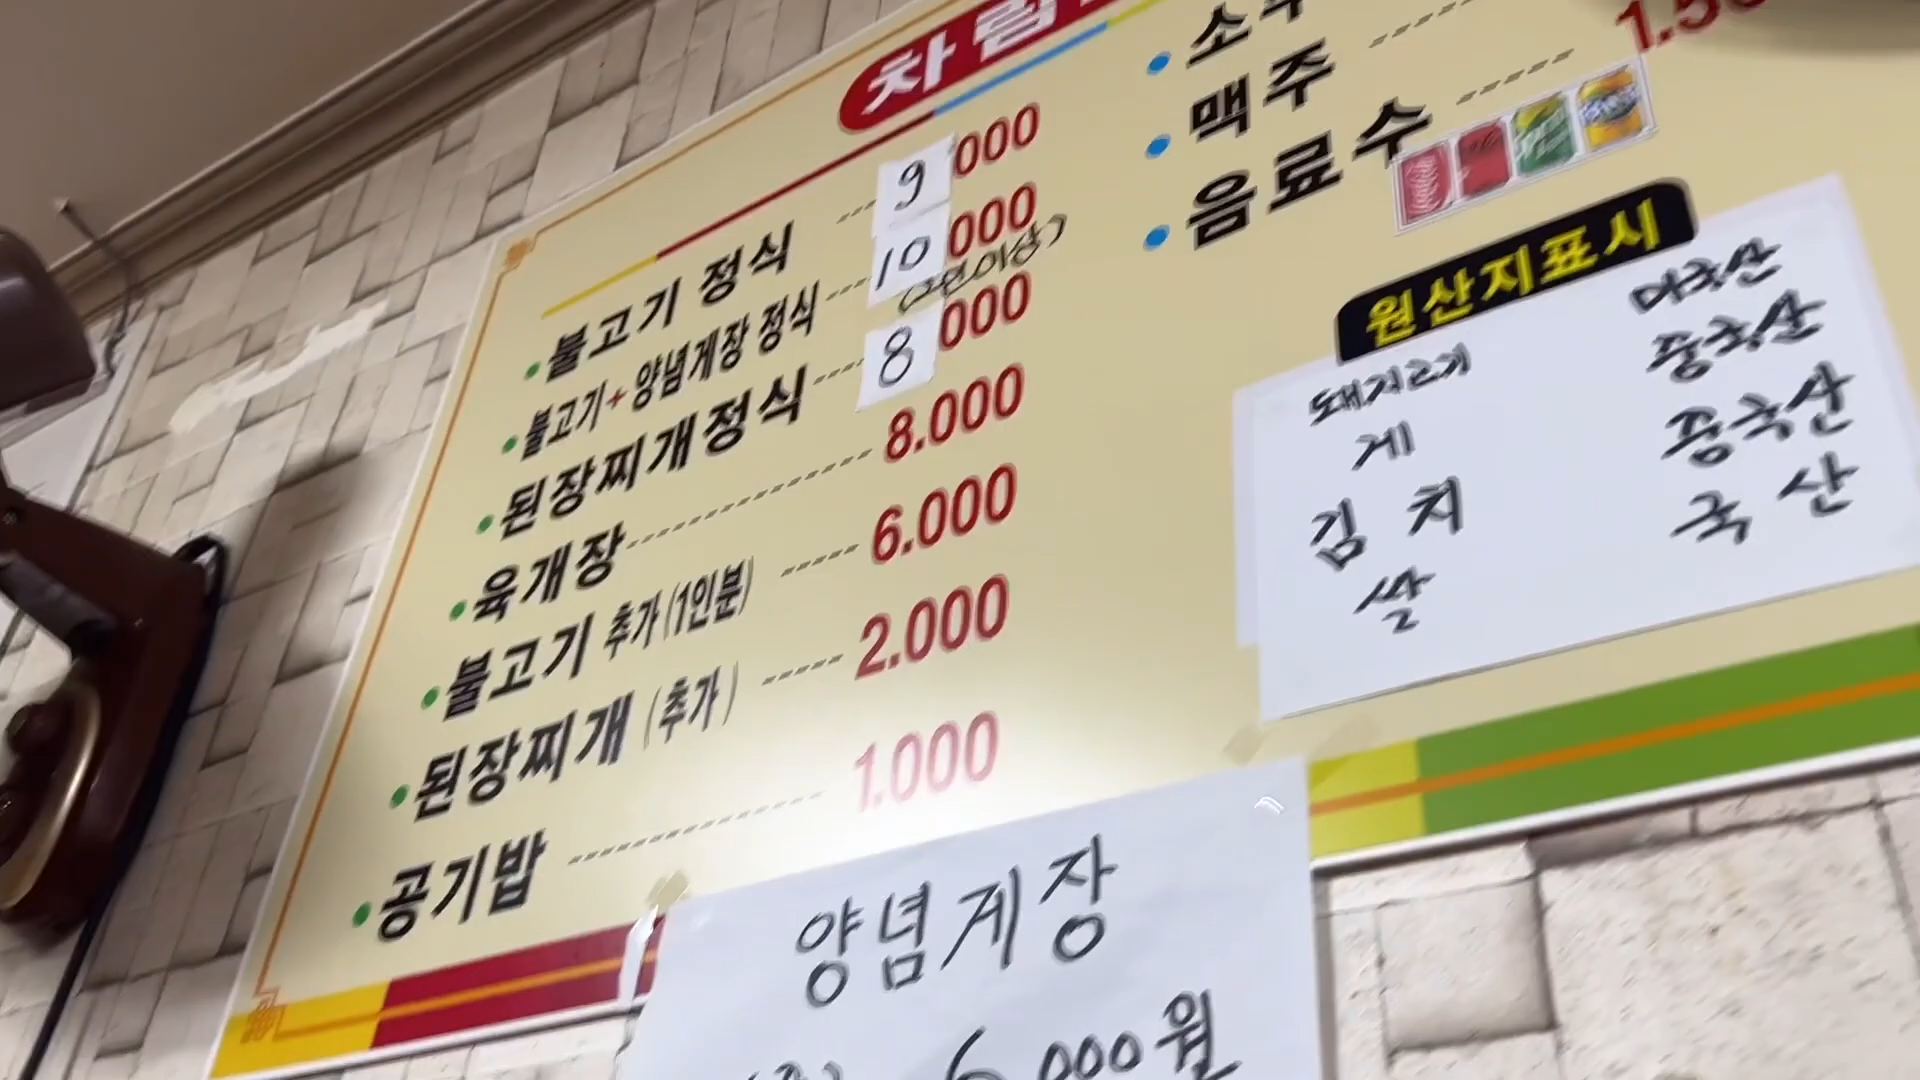 차림
불고기 정식 9000
불고기+양념게장 정식 10000
(2인이상)
된장찌개정식 8000
육개장 8.000
불고기 추가(1인분) 6.000
된장찌개 (추가) 2.000
공기밥 1.000
맥주
음료수
원산지표시
돼지고기 미국산
게 중국산
김치 중국산
쌀 국산
양념게장
6,000원